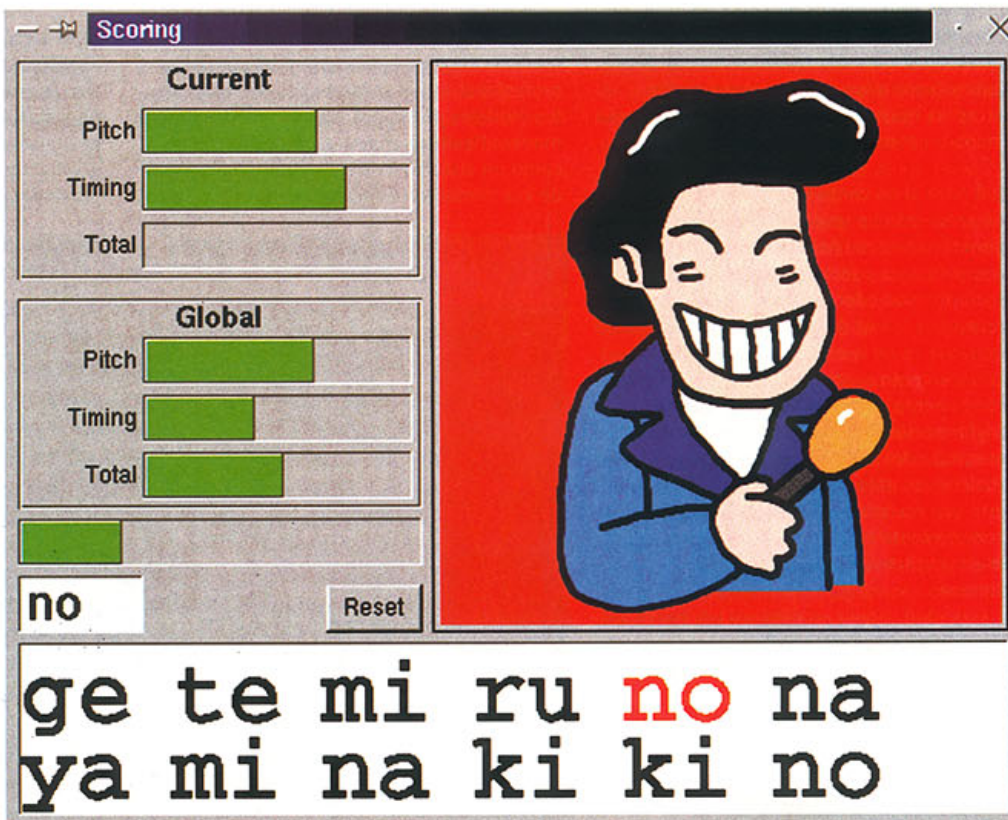 Scoring
Current
Pitch
Timing
Total
Global
Pitch
Timing
Total
no
Reset
ge te mi ru no na
ya mi na ki ki no